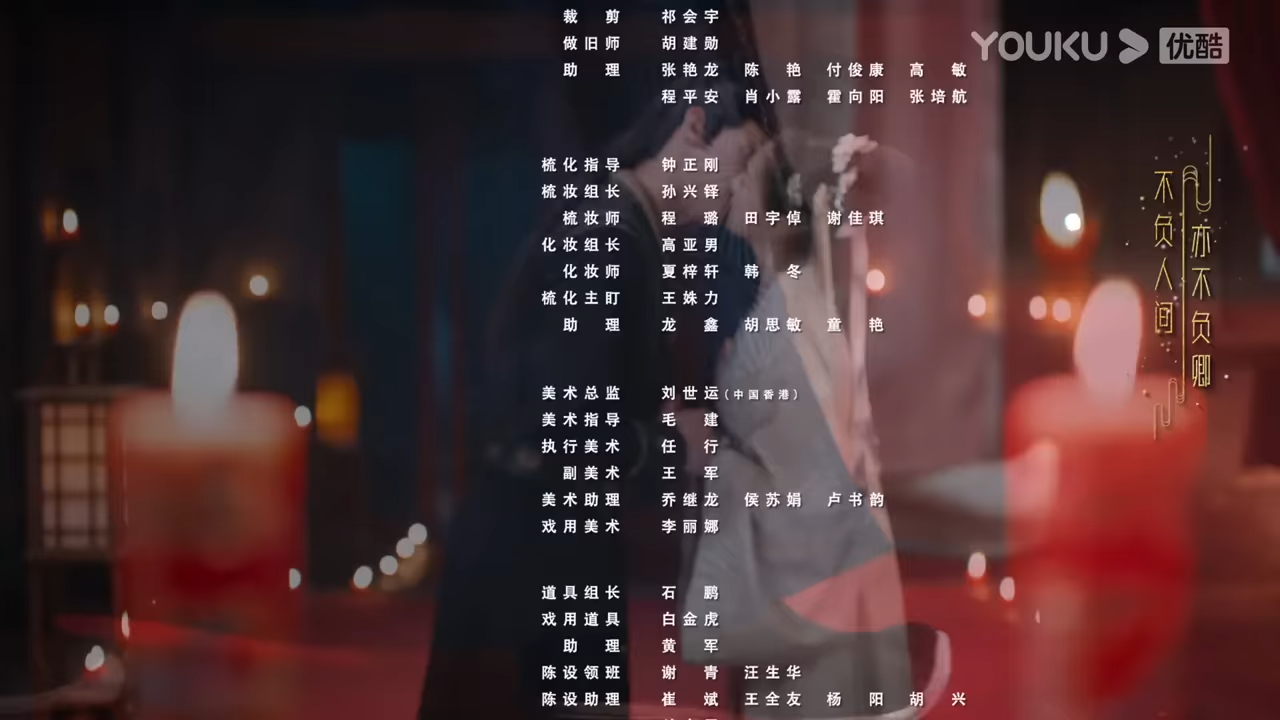 裁 剪 祁会宇
做旧师 胡建勋
助 理 张艳龙 陈 艳 付俊康 高 敏
程平安 肖小露 霍向阳 张培航
梳化指导 钟正刚
梳妆组长 孙兴铎
梳妆师 程 璐 田宇倬 谢佳琪
化妆组长 高亚男
化妆师 夏梓轩 韩 冬
梳化主盯 王姝力
助 理 龙 鑫 胡思敏 童 艳
美术总监 刘世运(中国香港)
美术指导 毛 建
执行美术 任 行
副美术 王 军
美术助理 乔继龙 侯苏娟 卢书韵
戏用美术 李丽娜
道具组长 石 鹏
戏用道具 白金虎
助 理 黄 军
陈设领班 谢 青 汪生华
陈设助理 崔 斌 王全友 杨 阳 胡 兴
YOUKU 优酷
不负人间
心亦不负卿